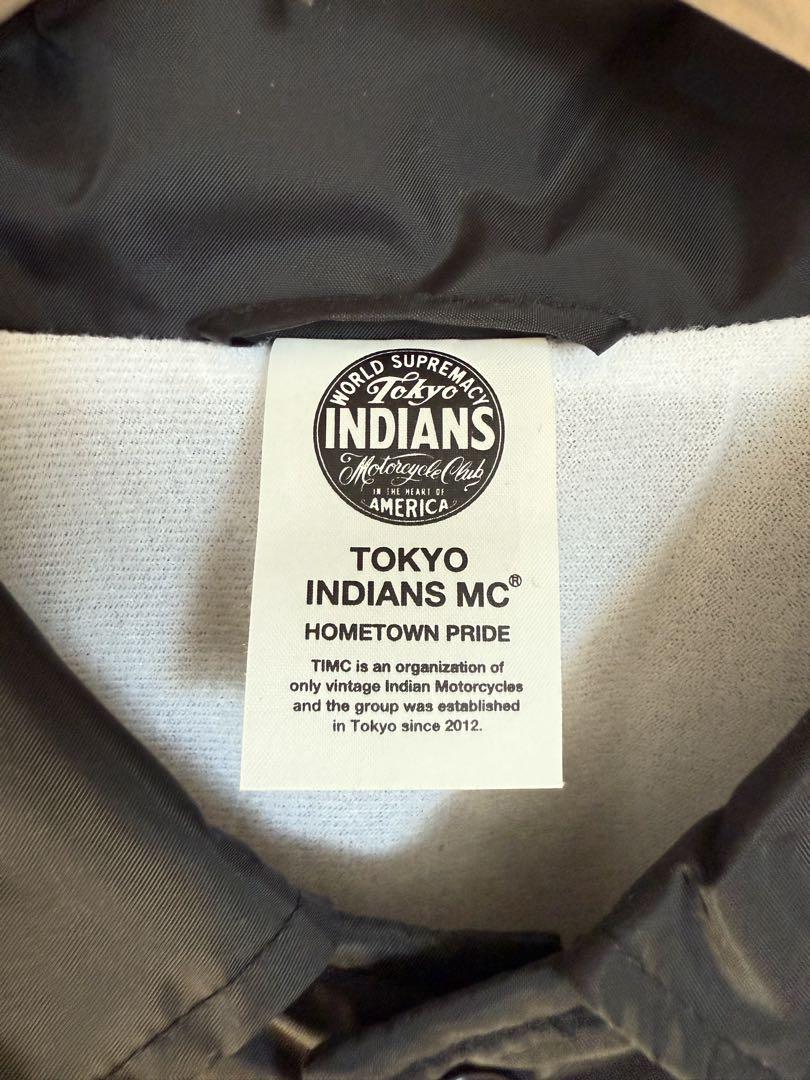 WORLD SUPREMACY
Tokyo
INDIANS
Motorcycle Club
IN THE HEART OF
AMERICA
TOKYO
INDIANS MC®
HOMETOWN PRIDE
TIMC is an organization of
only vintage Indian Motorcycles
and the group was established
in Tokyo since 2012.